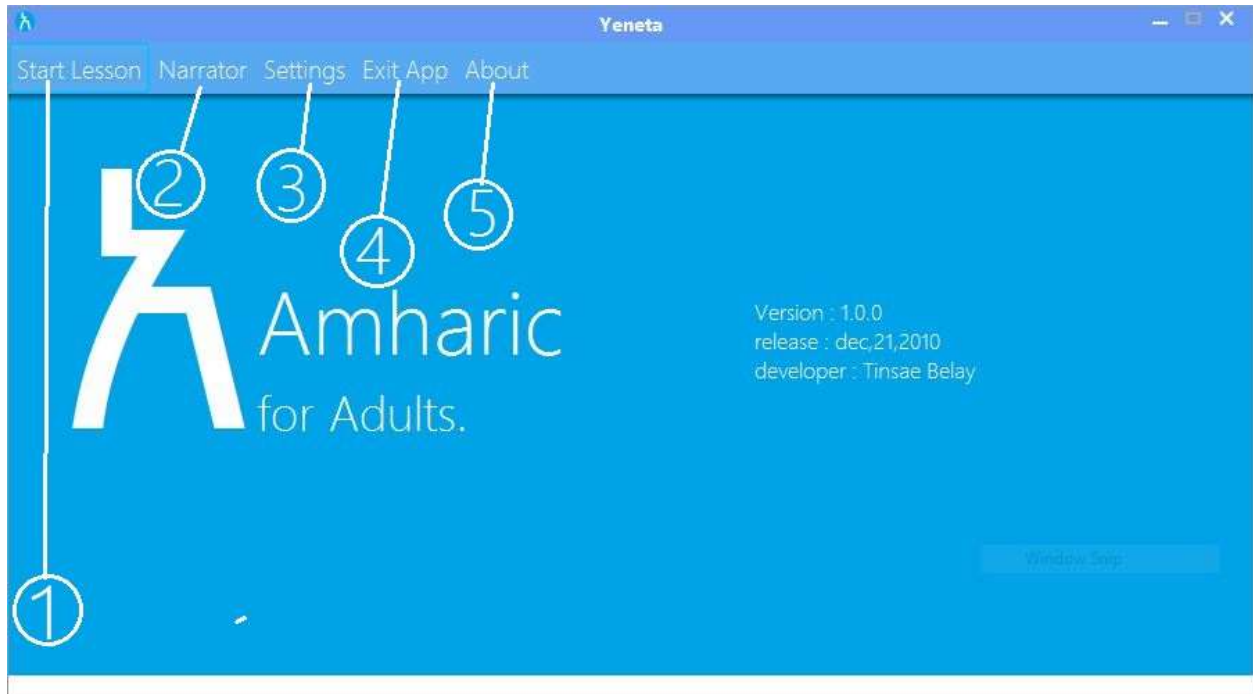 Yeneta
Start Lesson Narrator Settings Exit App About
2
3
5
4
አ
Amharic
for Adults.
Version : 1.0.0
release : dec,21,2010
developer : Tinsae Belay
Window Snip
1